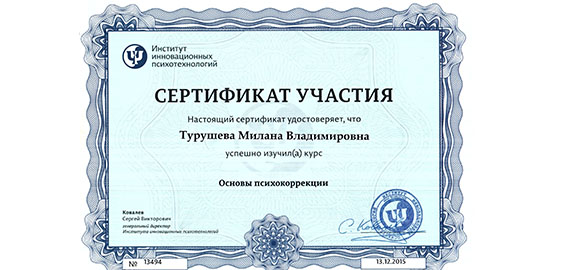 Институт
инновационных
психотехнологий
СЕРТИФИКАТ УЧАСТИЯ
Настоящий сертификат удостоверяет, что
Турушева Милана Владимировна
успешно изучил(а) курс
Основы психокоррекции
Ковалев
Сергей Викторович
генеральный директор
Института инновационных психотехнологий
№ 13494
13.12.2015